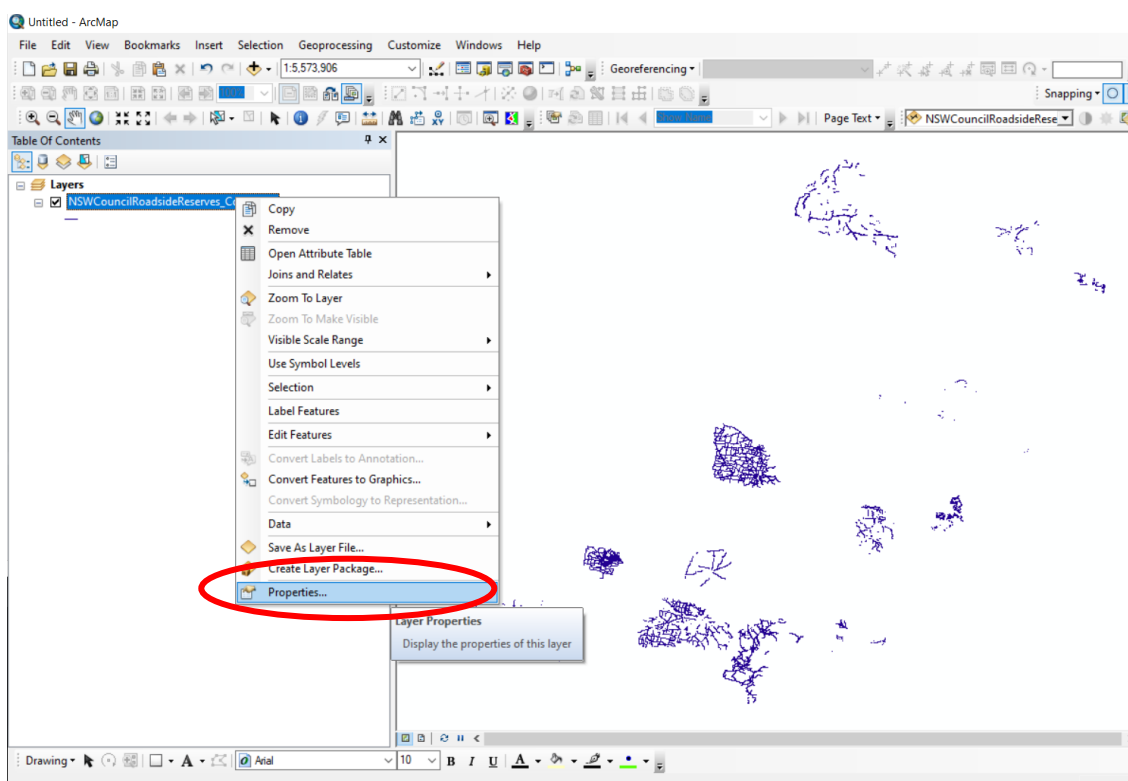 Untitled - ArcMap
File Edit View Bookmarks Insert Selection Geoprocessing Customize Windows Help
1:5,573,906
Georeferencing
100%
Snapping
Page Text
NSWCouncilRoadsideRese
Table Of Contents
Layers
NSWCouncilRoadsideReserves_Co
Copy
Remove
Open Attribute Table
Joins and Relates
Zoom To Layer
Zoom To Make Visible
Visible Scale Range
Use Symbol Levels
Selection
Label Features
Edit Features
Convert Labels to Annotation...
Convert Features to Graphics...
Convert Symbology to Representation...
Data
Save As Layer File...
Create Layer Package...
Properties...
Layer Properties
Display the properties of this layer
Drawing
A
Arial
10
B I U A